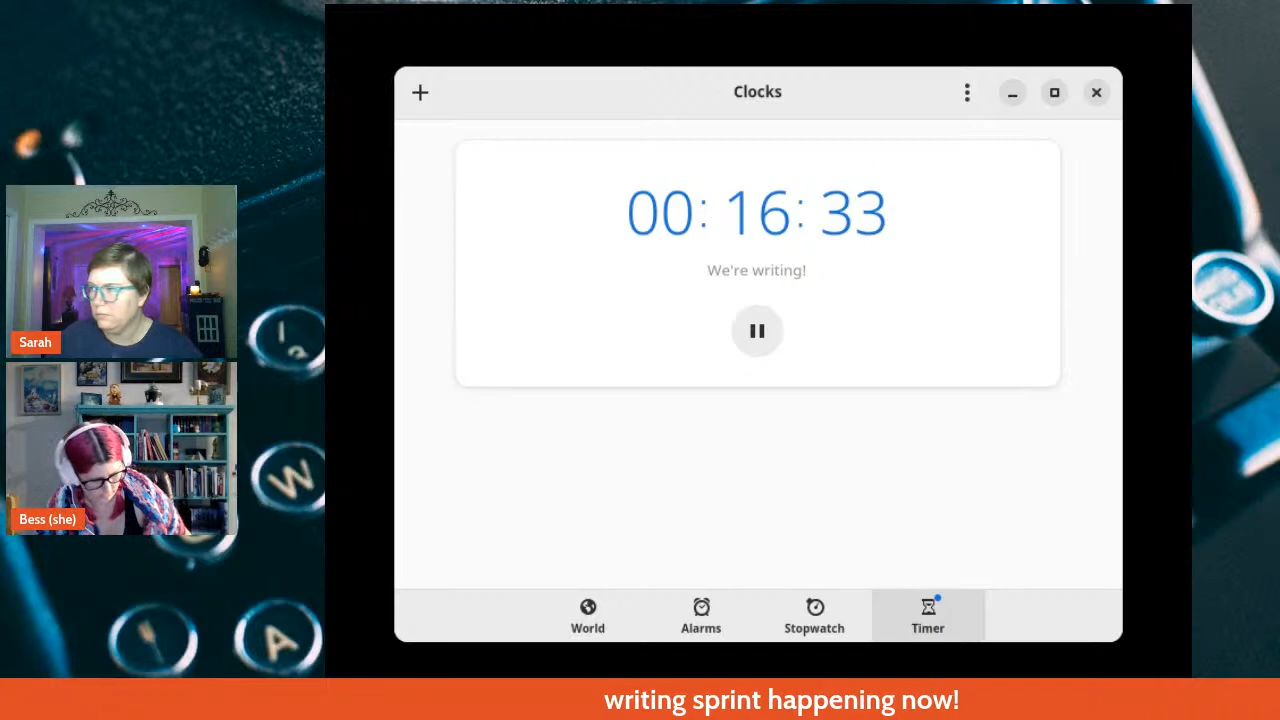 Clocks
00:16:33
We're writing!
Sarah
Bess (she)
I
W
A
World
Alarms
Stopwatch
Timer
writing sprint happening now!